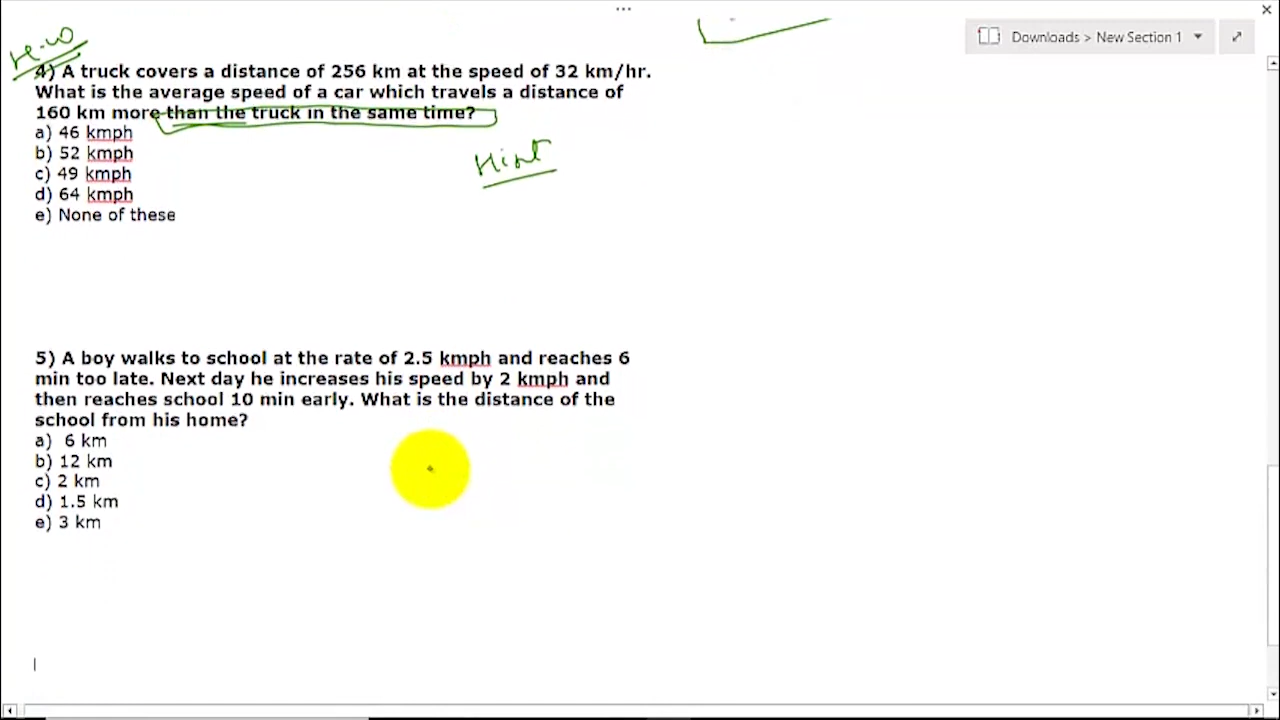 Downloads > New Section 1
H.W
4) A truck covers a distance of 256 km at the speed of 32 km/hr.
What is the average speed of a car which travels a distance of
160 km more than the truck in the same time?
a) 46 kmph
b) 52 kmph
c) 49 kmph
d) 64 kmph
e) None of these
Hint
5) A boy walks to school at the rate of 2.5 kmph and reaches 6
min too late. Next day he increases his speed by 2 kmph and
then reaches school 10 min early. What is the distance of the
school from his home?
a) 6 km
b) 12 km
c) 2 km
d) 1.5 km
e) 3 km